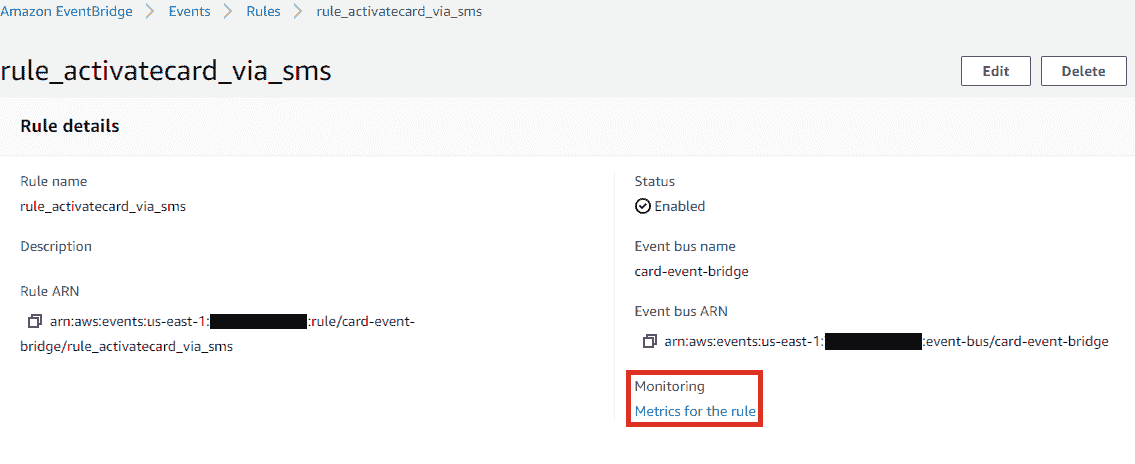 Amazon EventBridge > Events > Rules > rule_activatecard_via_sms
rule_activatecard_via_sms
Edit
Delete
Rule details
Rule name
rule_activatecard_via_sms
Description
Rule ARN
arn:aws:events:us-east-1: :rule/card-event-
bridge/rule_activatecard_via_sms
Status
Enabled
Event bus name
card-event-bridge
Event bus ARN
arn:aws:events:us-east-1: :event-bus/card-event-bridge
Monitoring
Metrics for the rule